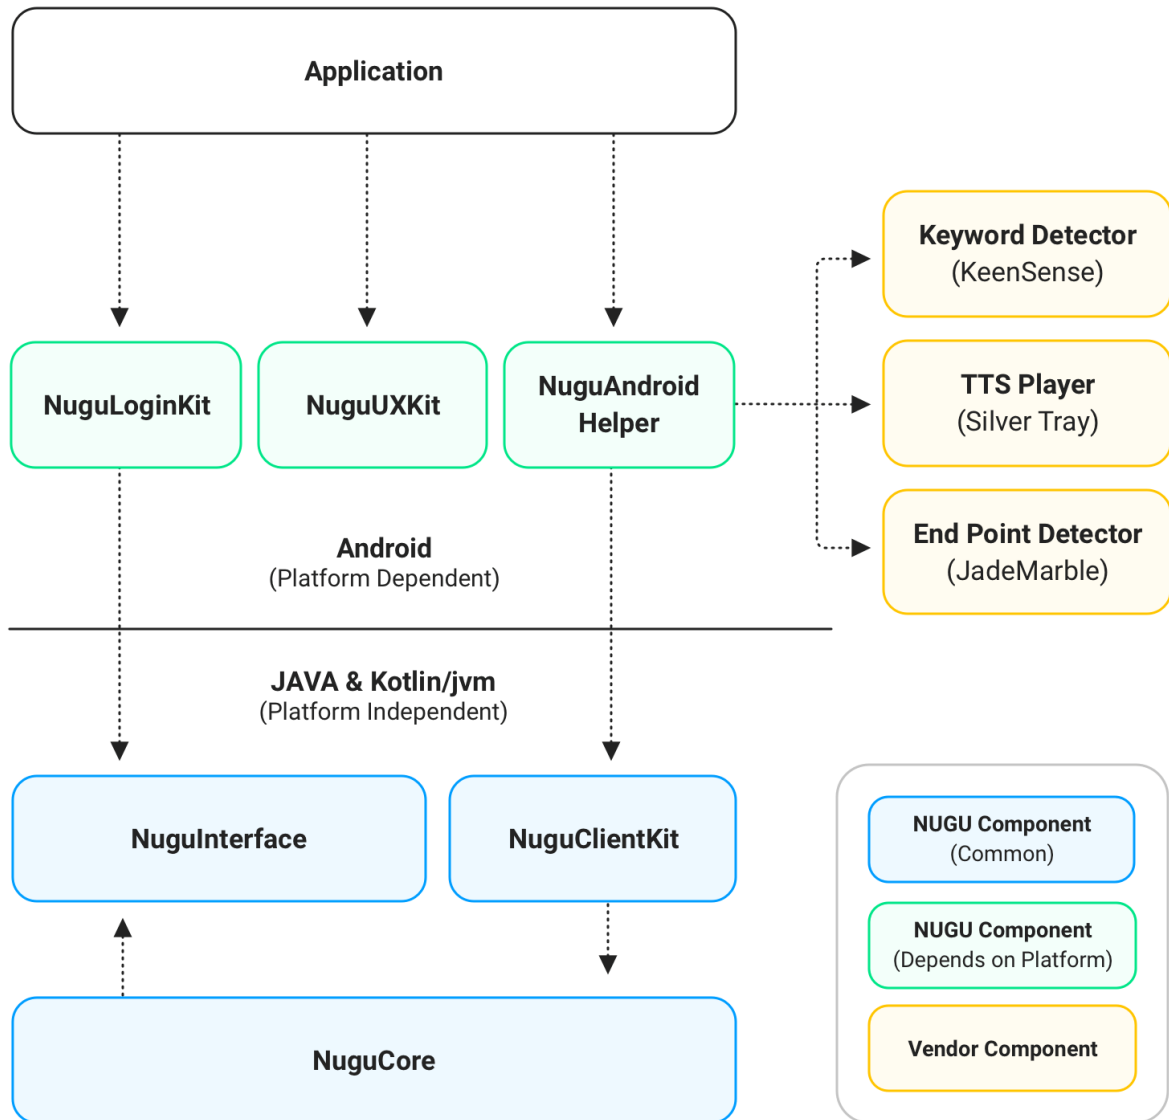 Application
Keyword Detector
(KeenSense)
NuguLoginKit
NuguUXKit
NuguAndroid
Helper
TTS Player
(Silver Tray)
End Point Detector
(JadeMarble)
Android
(Platform Dependent)
JAVA & Kotlin/jvm
(Platform Independent)
NuguInterface
NuguClientKit
NuguCore
NUGU Component
(Common)
NUGU Component
(Depends on Platform)
Vendor Component